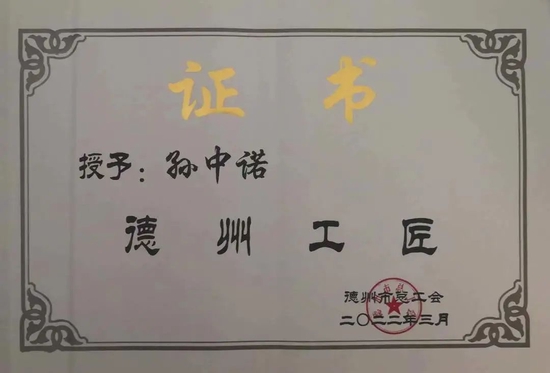 证书
授予：孙中诺
德州工匠
德州市总工会
二〇二二年三月